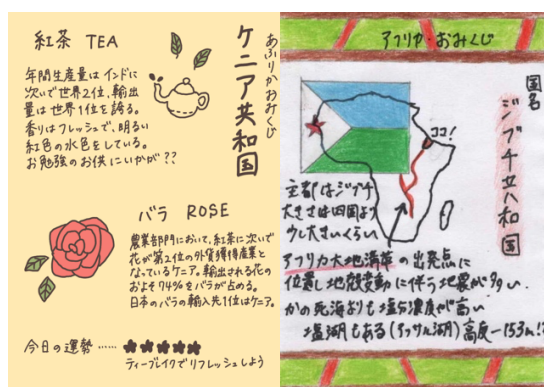 あふりかおみくじ
ケニア共和国
紅茶 TEA
年間生産量はインドに
次いで世界2位、輸出
量は世界1位を誇る。
香りはフレッシュで、明るい
紅色の水色をしている。
お勉強のお供にいかが??
バラ ROSE
農業部門において、紅茶に次いで
花が第2位の外貨獲得産業と
なっているケニア。輸出される花の
およそ74%をバラが占める。
日本のバラの輸入先1位はケニア。
今日の運勢……
ティーブレイクでリフレッシュしよう
アフリカ・おみくじ
国名
ジブチ共和国
ココ!
主都はジブチ
大きさは四国より
少し大きいくらい
アフリカ大地溝帯の出発点に
位置し地殻変動に伴う地震が多い。
かの死海よりも塩分濃度が高い
塩湖もある(アッサル湖)高度-153m!?